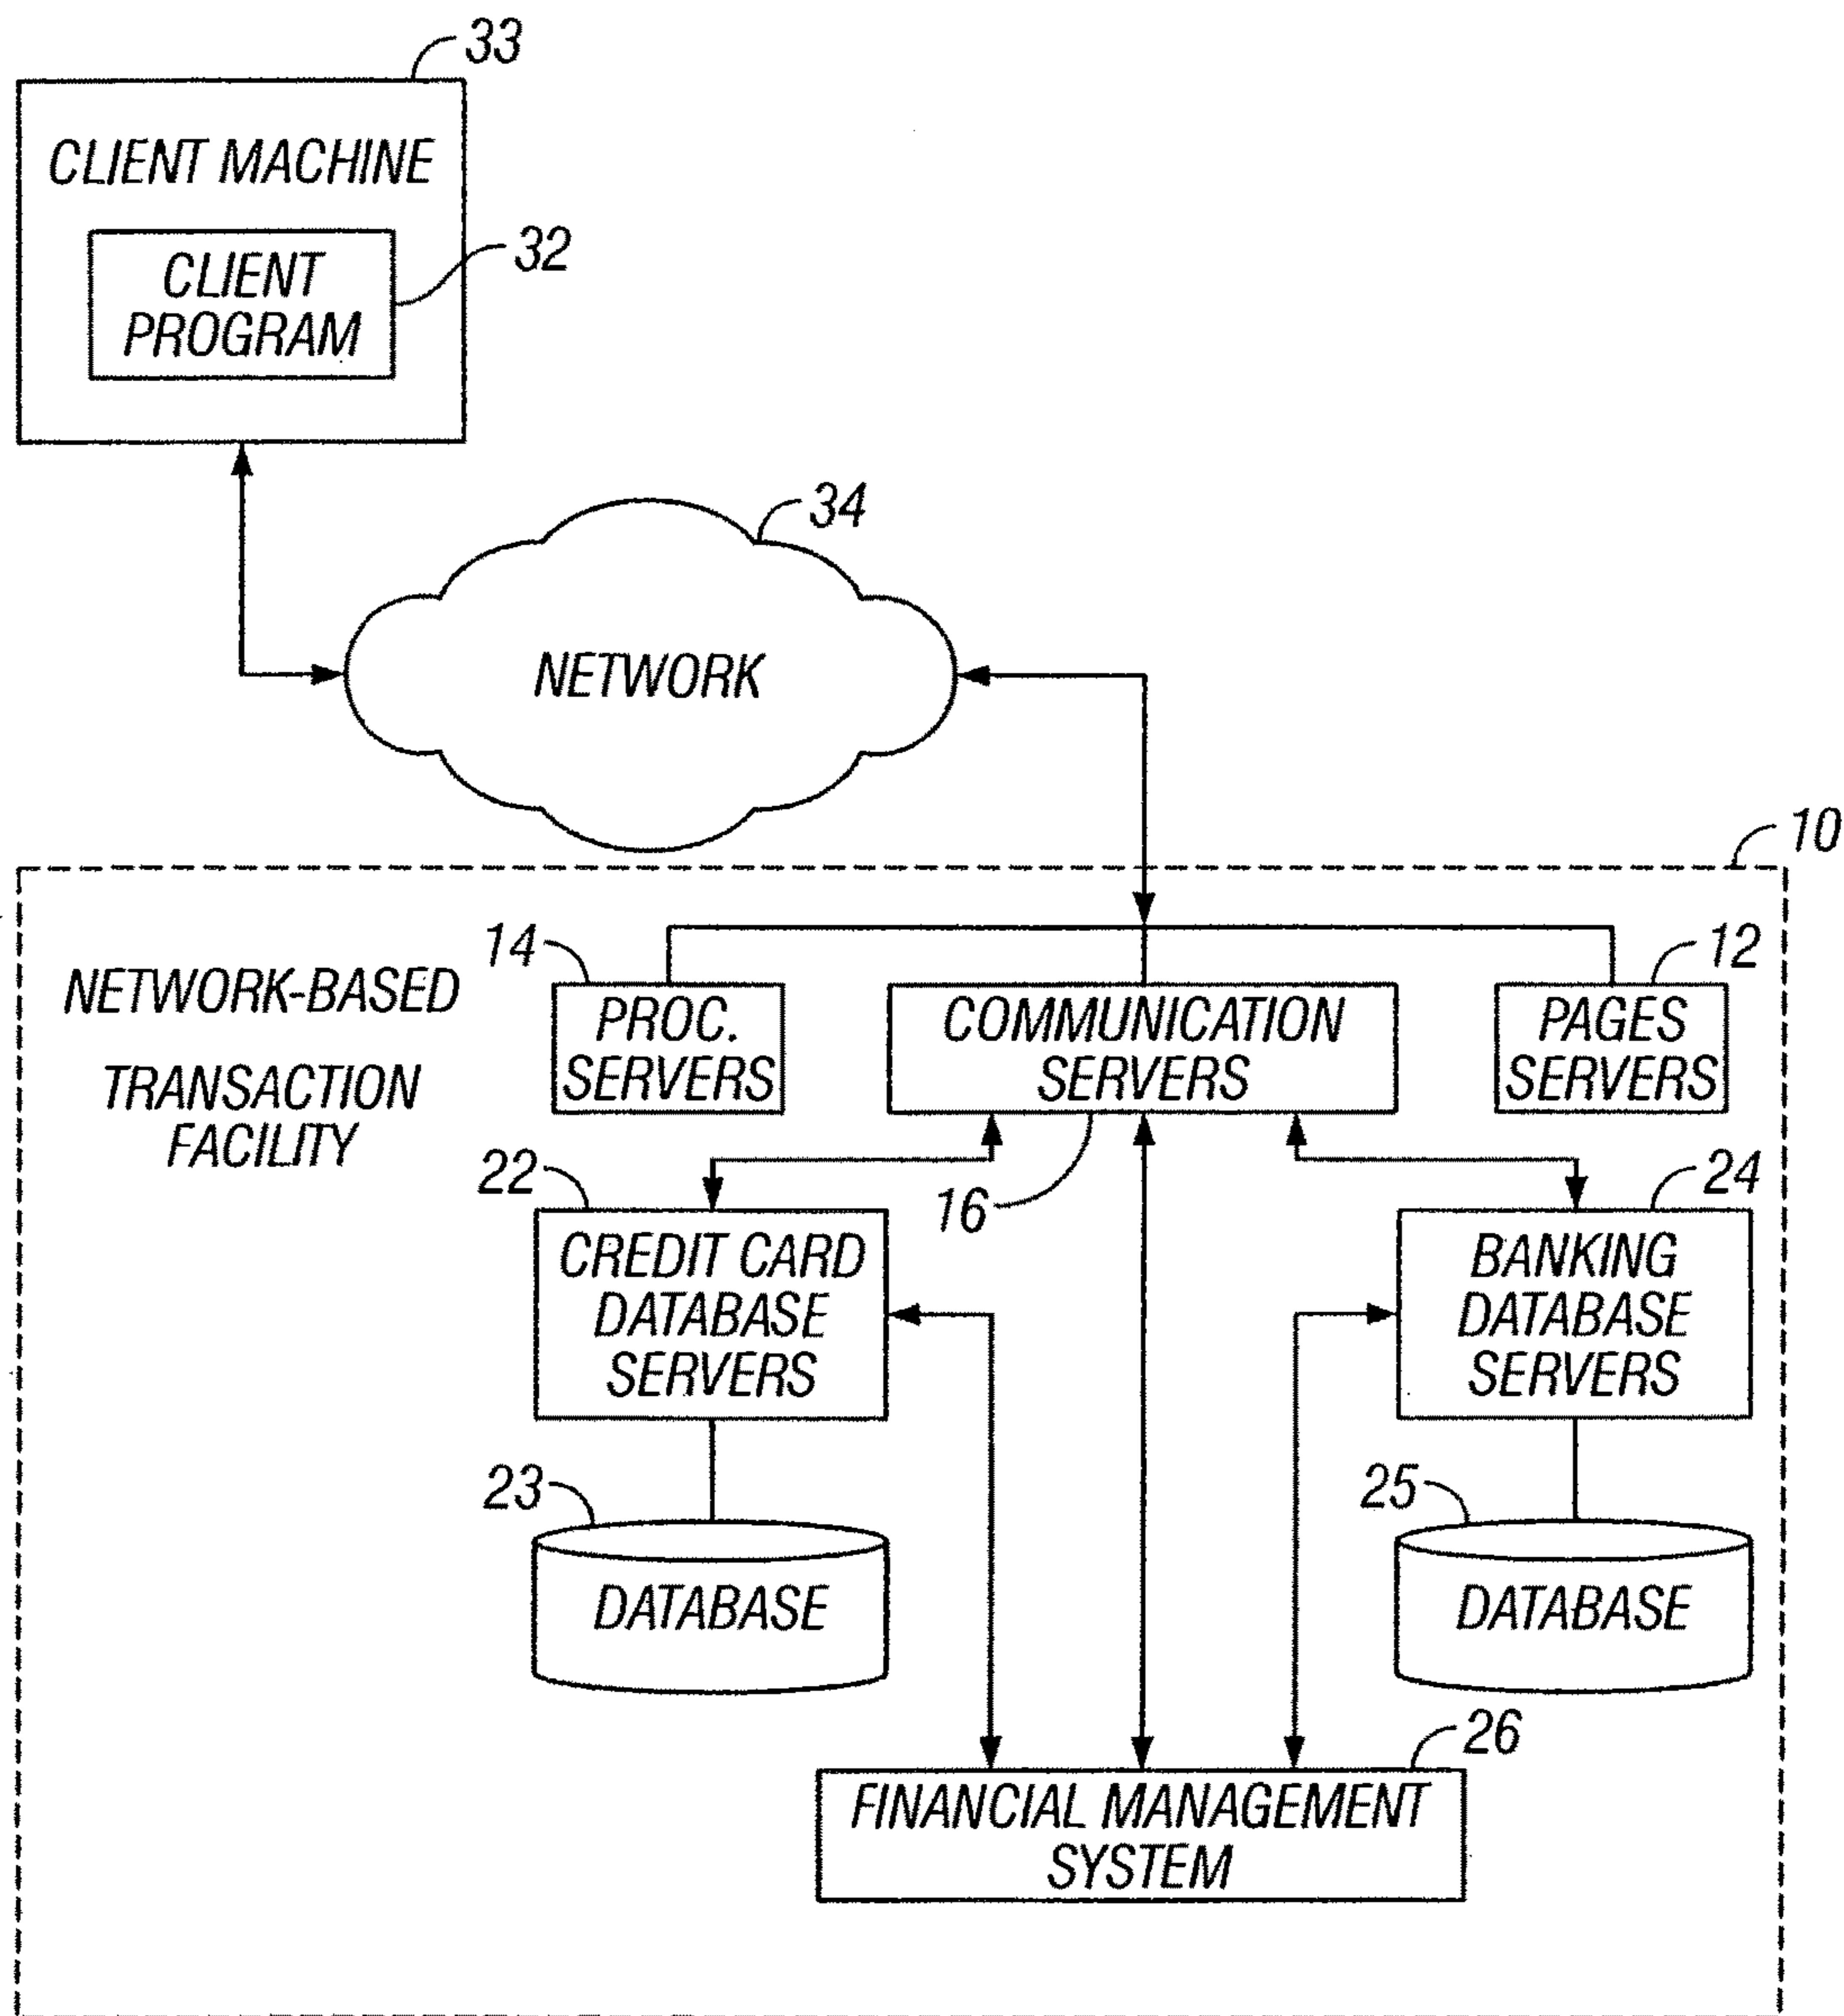 33
CLIENT MACHINE
32
CLIENT
PROGRAM
34
NETWORK
10
NETWORK-BASED
TRANSACTION
FACILITY
14
PROC.
SERVERS
COMMUNICATION
SERVERS
16
12
PAGES
SERVERS
22
CREDIT CARD
DATABASE
SERVERS
24
BANKING
DATABASE
SERVERS
23
DATABASE
25
DATABASE
26
FINANCIAL MANAGEMENT
SYSTEM